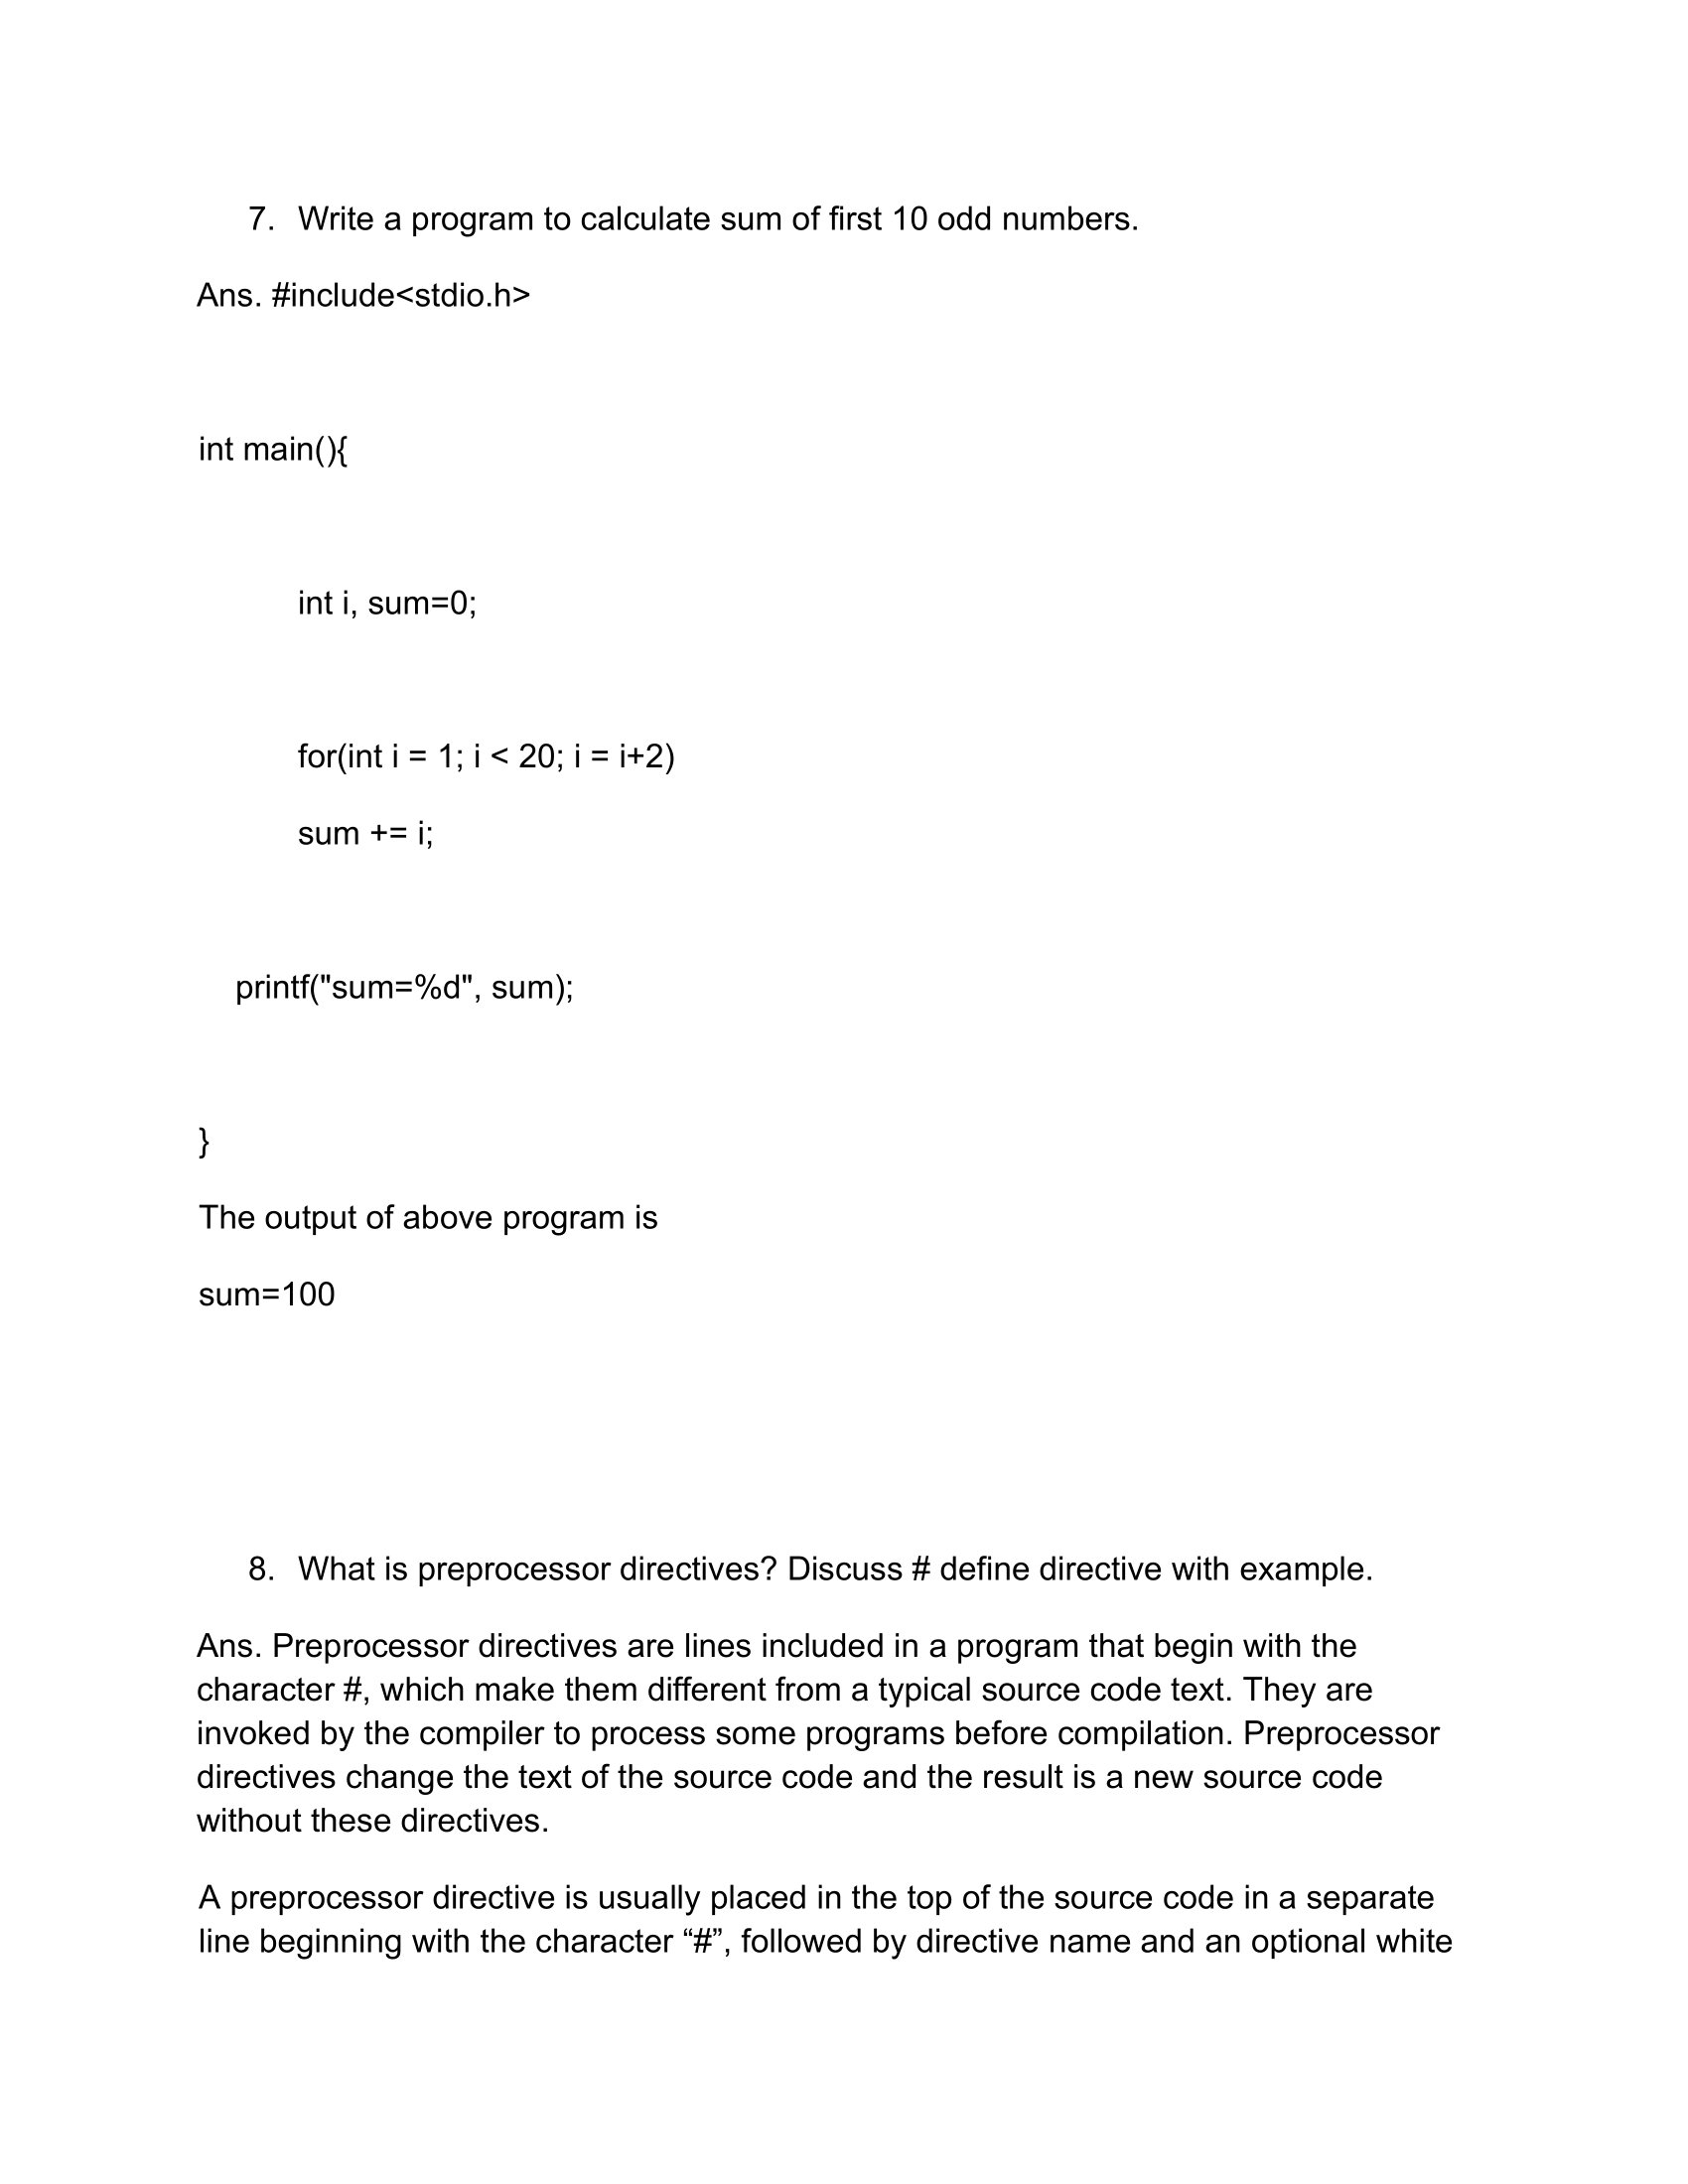 7. Write a program to calculate sum of first 10 odd numbers.
Ans. #include<stdio.h>
int main(){
int i, sum=0;
for(int i = 1; i < 20; i = i+2)
sum += i;
printf("sum=%d", sum);
}
The output of above program is
sum=100
8. What is preprocessor directives? Discuss # define directive with example.
Ans. Preprocessor directives are lines included in a program that begin with the
character #, which make them different from a typical source code text. They are
invoked by the compiler to process some programs before compilation. Preprocessor
directives change the text of the source code and the result is a new source code
without these directives.
A preprocessor directive is usually placed in the top of the source code in a separate
line beginning with the character “#”, followed by directive name and an optional white